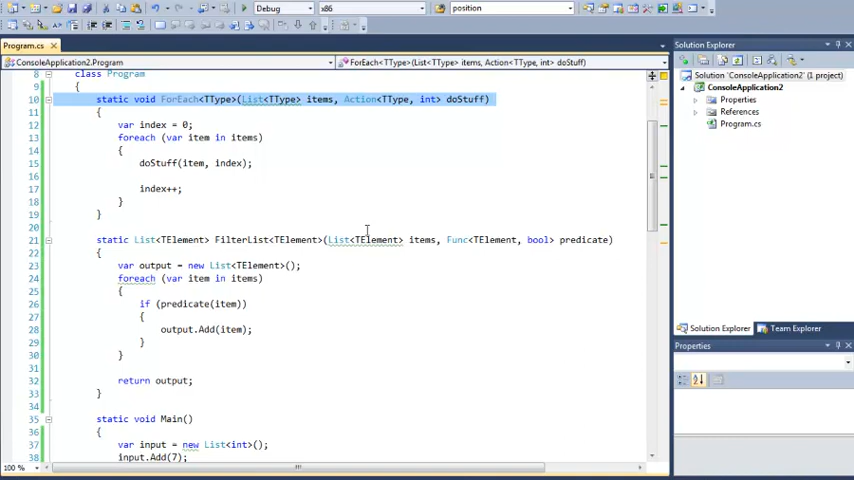 Debug
x86
position
Program.cs
Solution Explorer
ConsoleApplication2.Program
ForEach<TType>(List<TType> items, Action<TType, int> doStuff)
Solution 'ConsoleApplication2' (1 project)
ConsoleApplication2
Properties
References
Program.cs
8 class Program
9 {
10 static void ForEach<TType>(List<TType> items, Action<TType, int> doStuff)
11 {
12 var index = 0;
13 foreach (var item in items)
14 {
15 doStuff(item, index);
16
17 index++;
18 }
19 }
20
21 static List<TElement> FilterList<TElement>(List<TElement> items, Func<TElement, bool> predicate)
22 {
23 var output = new List<TElement>();
24 foreach (var item in items)
25 {
26 if (predicate(item))
27 {
28 output.Add(item);
29 }
30 }
31
32 return output;
33 }
34
35 static void Main()
36 {
37 var input = new List<int>();
38 input.Add(7);
100 %
Solution Explorer
Team Explorer
Properties